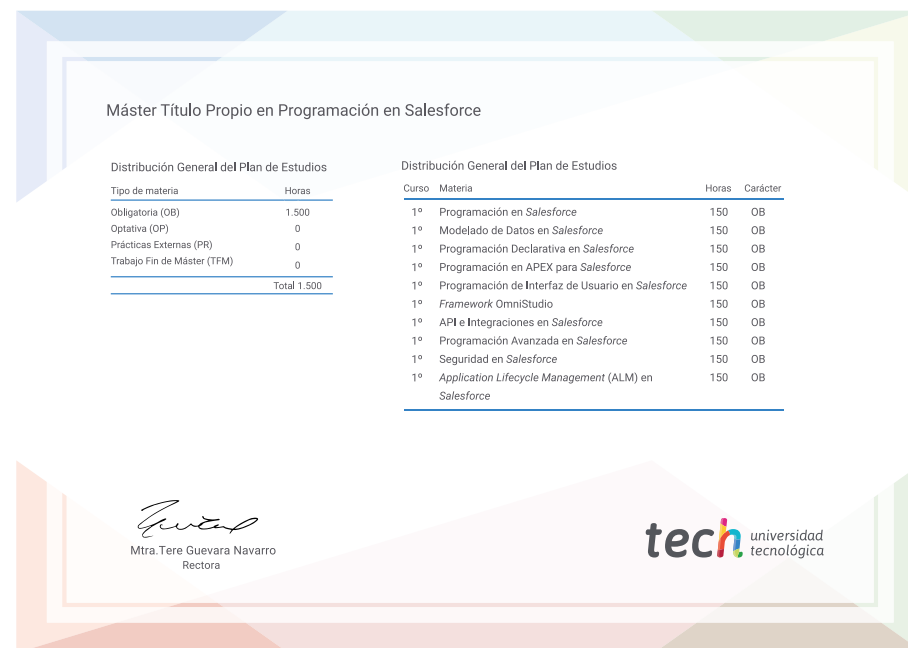 Máster Título Propio en Programación en Salesforce
Distribución General del Plan de Estudios
Tipo de materia Horas
Obligatoria (OB) 1.500
Optativa (OP) 0
Prácticas Externas (PR) 0
Trabajo Fin de Máster (TFM) 0
Total 1.500
Distribución General del Plan de Estudios
Curso Materia Horas Carácter
1º Programación en Salesforce 150 OB
1º Modelado de Datos en Salesforce 150 OB
1º Programación Declarativa en Salesforce 150 OB
1º Programación en APEX para Salesforce 150 OB
1º Programación de Interfaz de Usuario en Salesforce 150 OB
1º Framework OmniStudio 150 OB
1º API e Integraciones en Salesforce 150 OB
1º Programación Avanzada en Salesforce 150 OB
1º Seguridad en Salesforce 150 OB
1º Application Lifecycle Management (ALM) en 150 OB
Salesforce
Mtra.Tere Guevara Navarro
Rectora
tech universidad
tecnológica